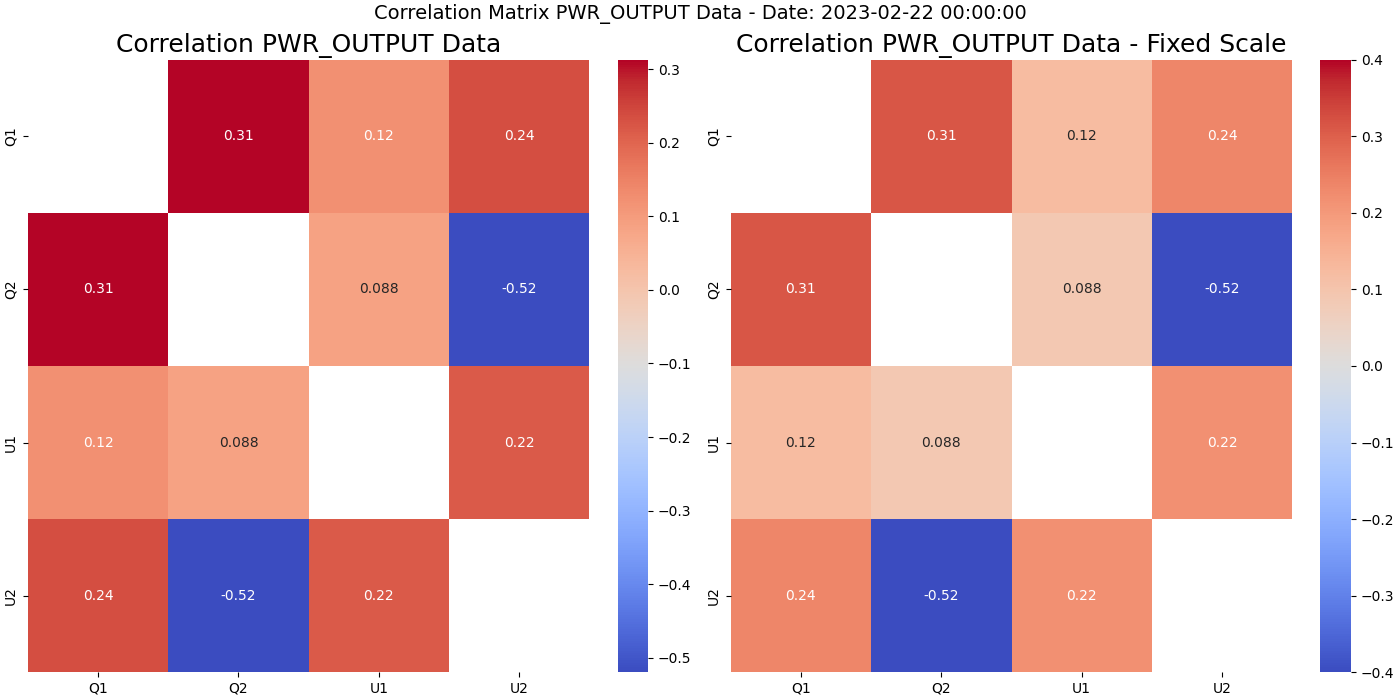 Correlation Matrix PWR_OUTPUT Data - Date: 2023-02-22 00:00:00
Correlation PWR_OUTPUT Data
Q1
0.31 0.12 0.24
Q2
0.31 0.088 -0.52
U1
0.12 0.088 0.22
U2
0.24 -0.52 0.22
Q1 Q2 U1 U2
0.3
0.2
0.1
0.0
−0.1
−0.2
−0.3
−0.4
−0.5
Correlation PWR_OUTPUT Data - Fixed Scale
Q1
0.31 0.12 0.24
Q2
0.31 0.088 -0.52
U1
0.12 0.088 0.22
U2
0.24 -0.52 0.22
Q1 Q2 U1 U2
0.4
0.3
0.2
0.1
0.0
−0.1
−0.2
−0.3
−0.4